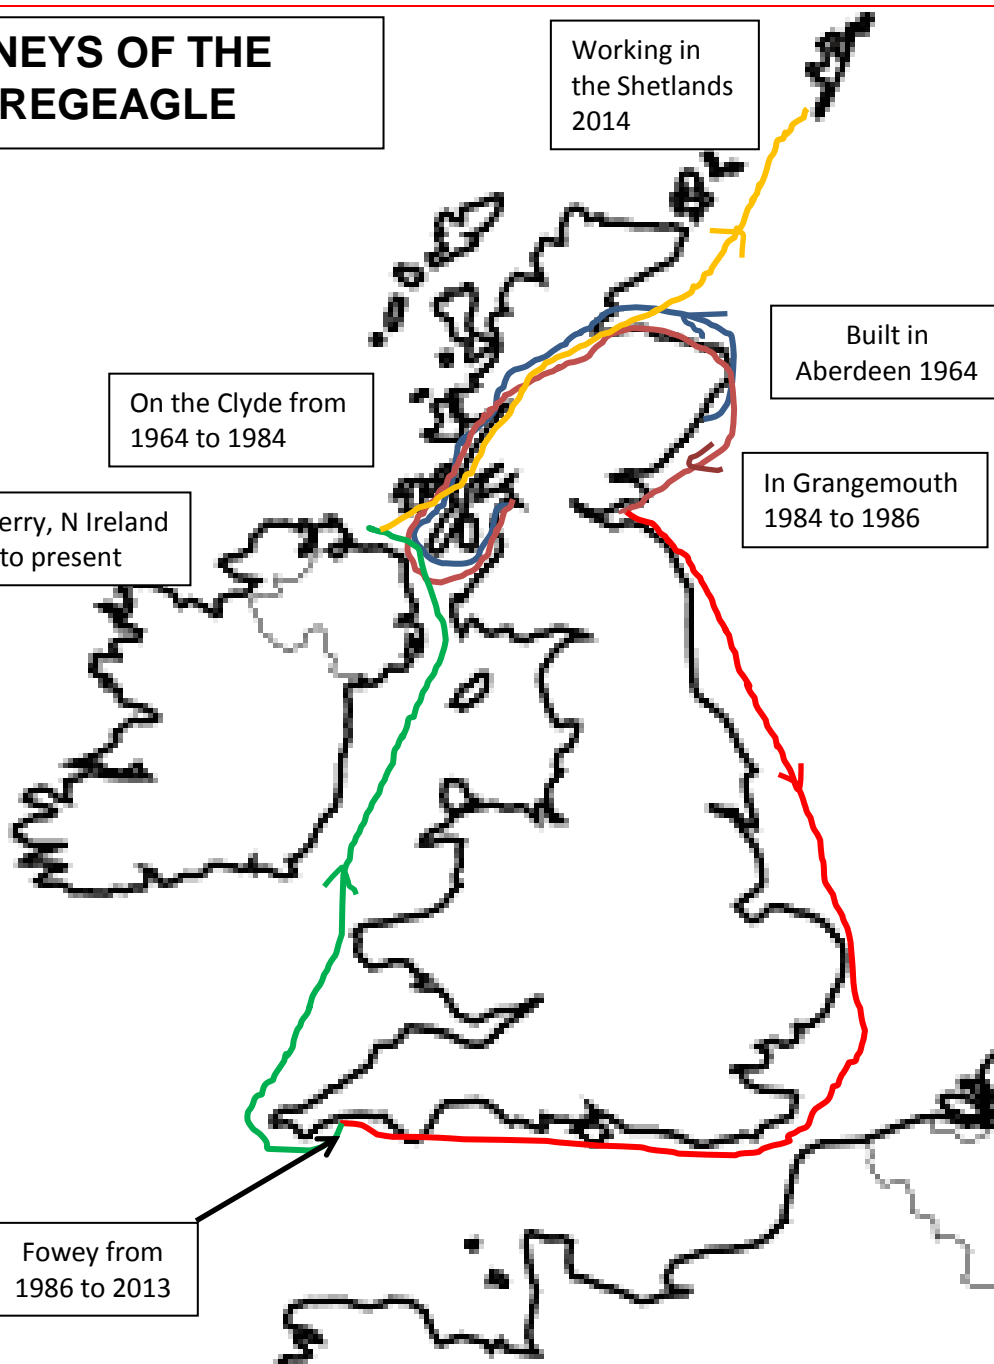 NEYS OF THE
REGEAGLE
Working in
the Shetlands
2014
Built in
Aberdeen 1964
On the Clyde from
1964 to 1984
In Grangemouth
1984 to 1986
erry, N Ireland
to present
Fowey from
1986 to 2013